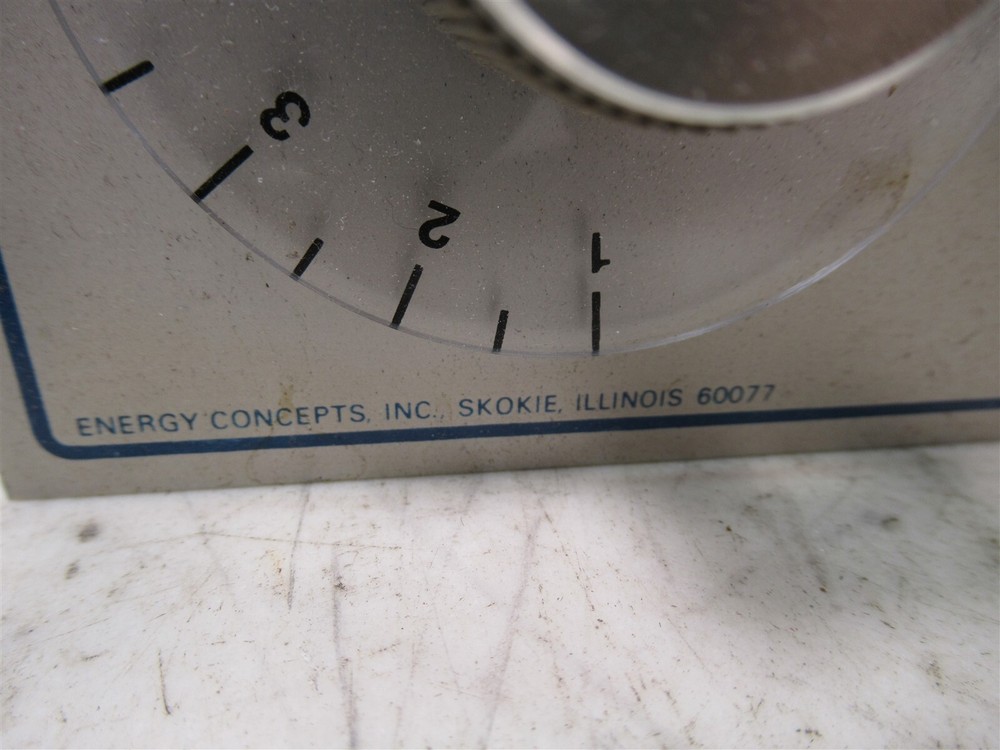 3
2
1
ENERGY CONCEPTS, INC., SKOKIE, ILLINOIS 60077